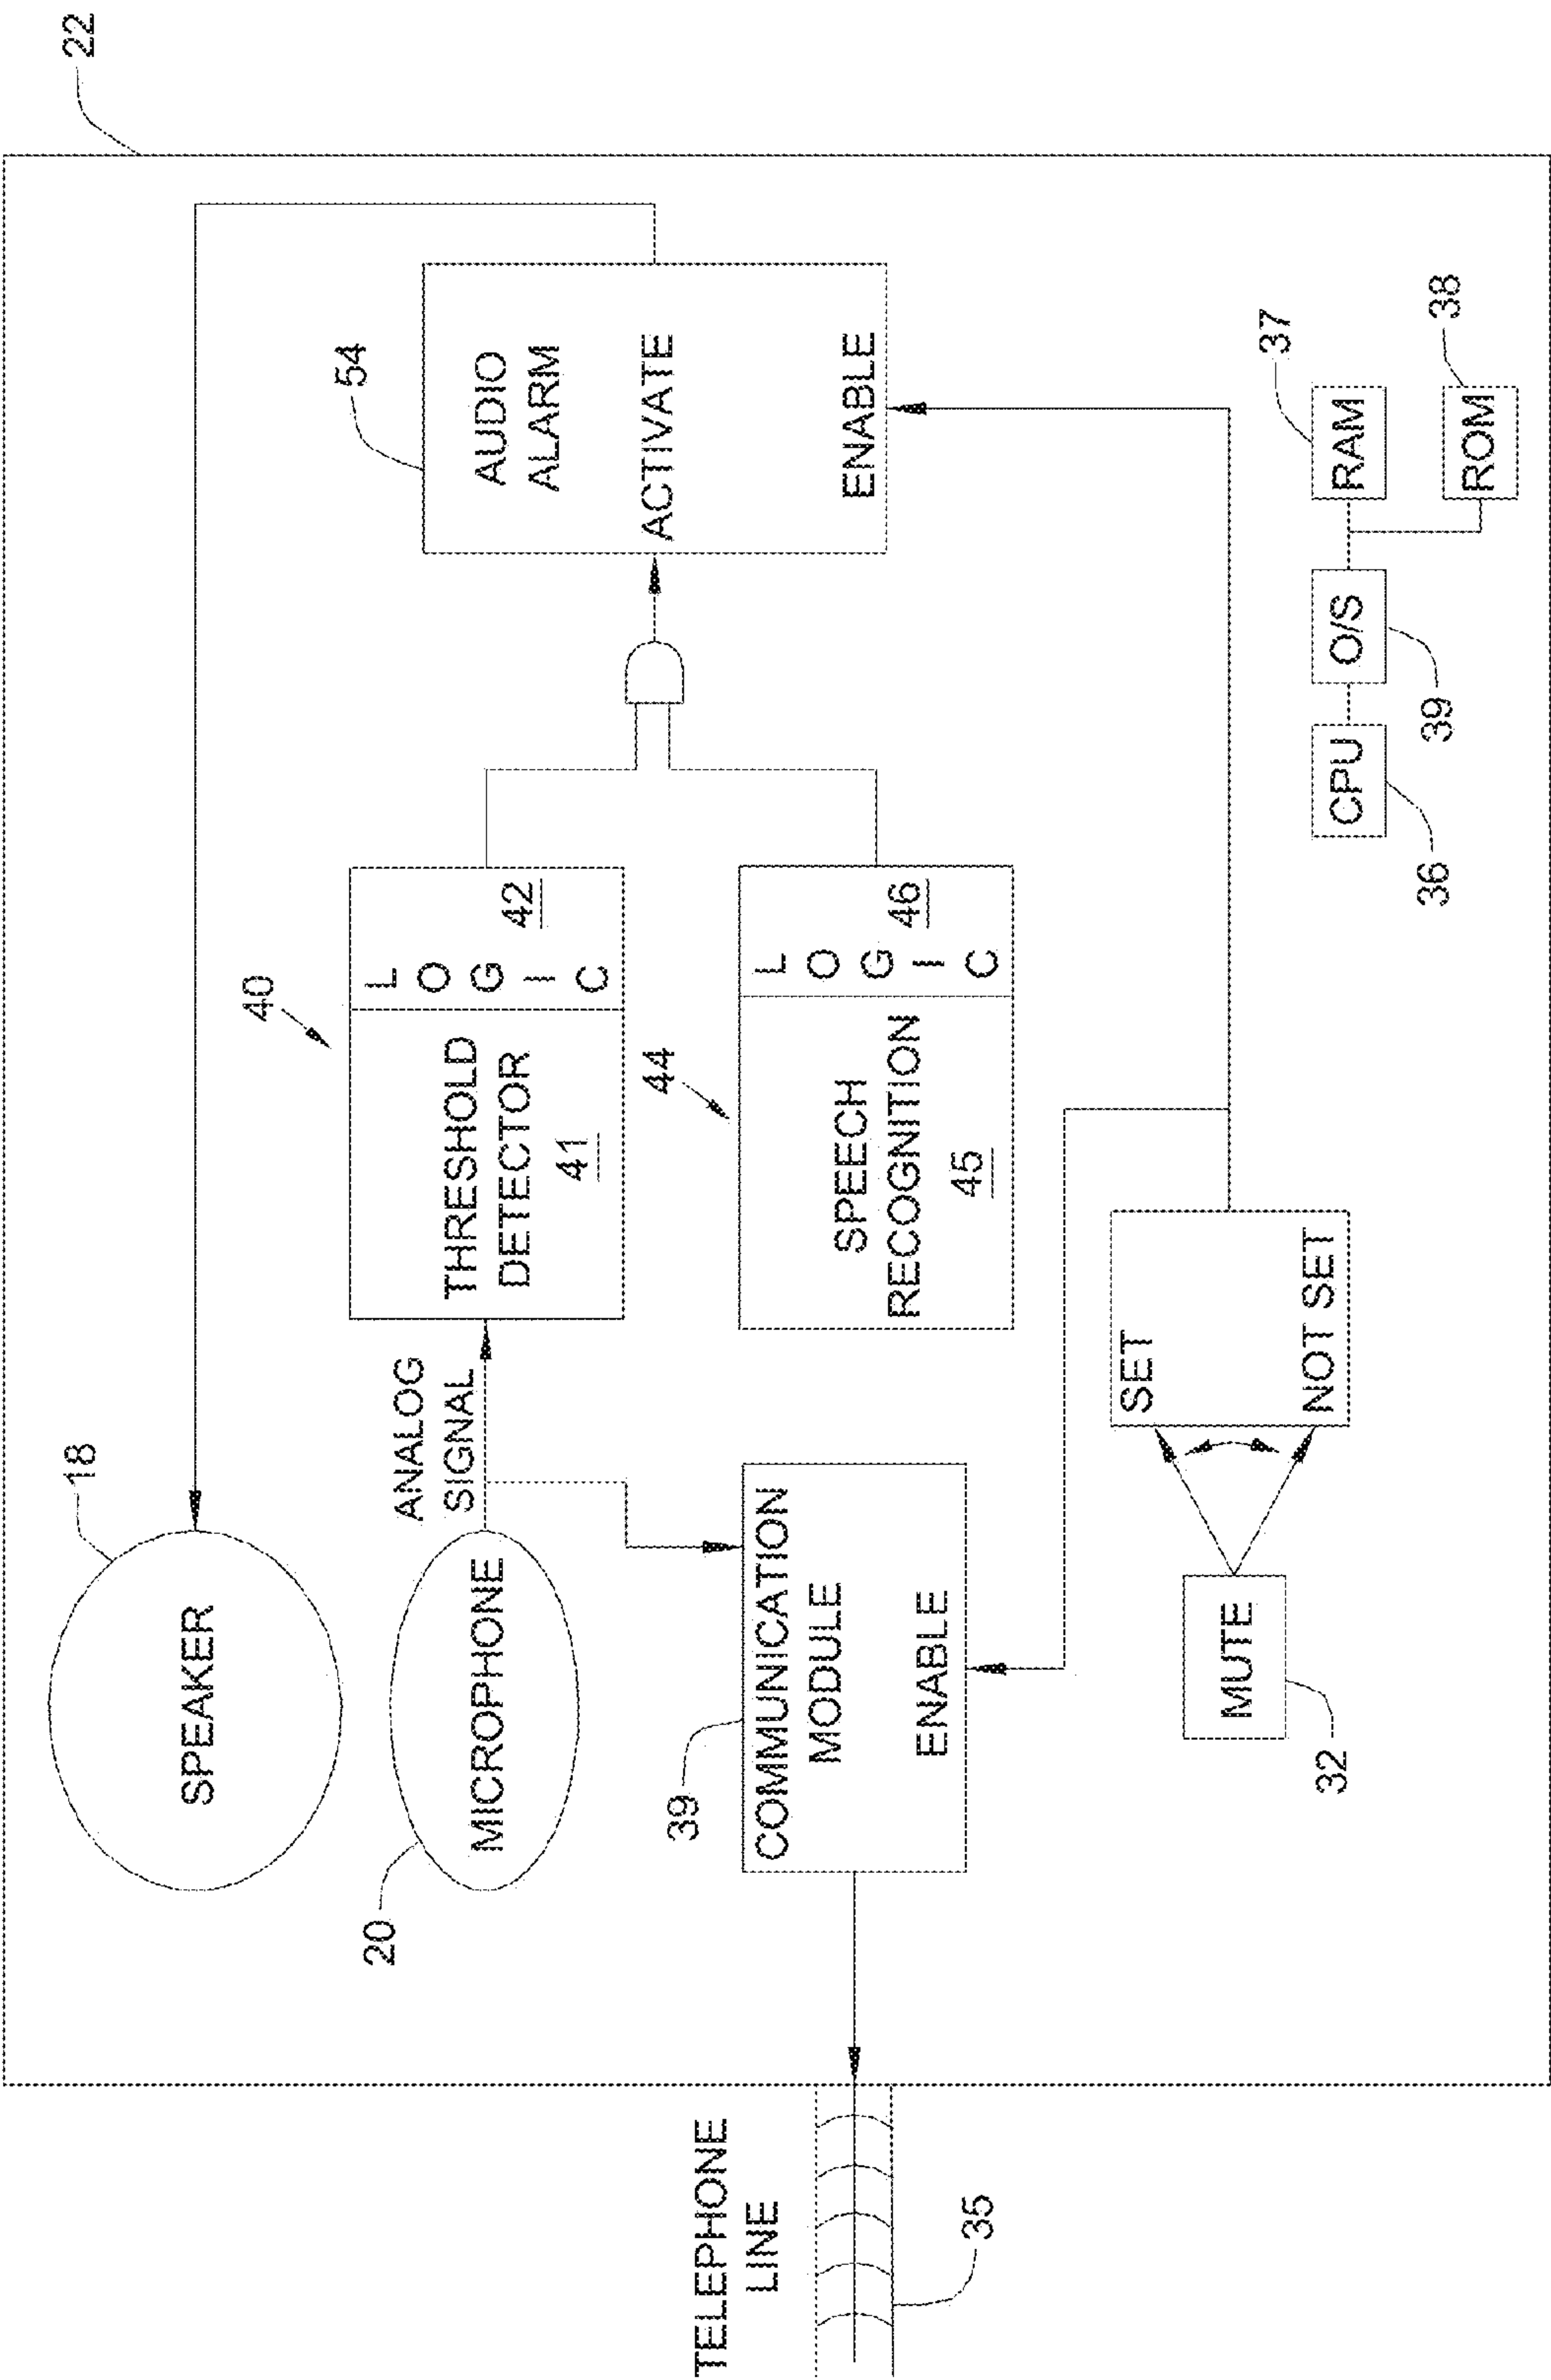 22
18
SPEAKER
54
AUDIO
ALARM
ACTIVATE
ENABLE
40
L
O
G
I
C
42
THRESHOLD
DETECTOR
41
ANALOG
SIGNAL
20
MICROPHONE
44
L
O
G
I
C
46
SPEECH
RECOGNITION
45
39
COMMUNICATION
MODULE
ENABLE
TELEPHONE
LINE
35
SET
NOT SET
MUTE
32
CPU
36
O/S
39
RAM
37
ROM
38